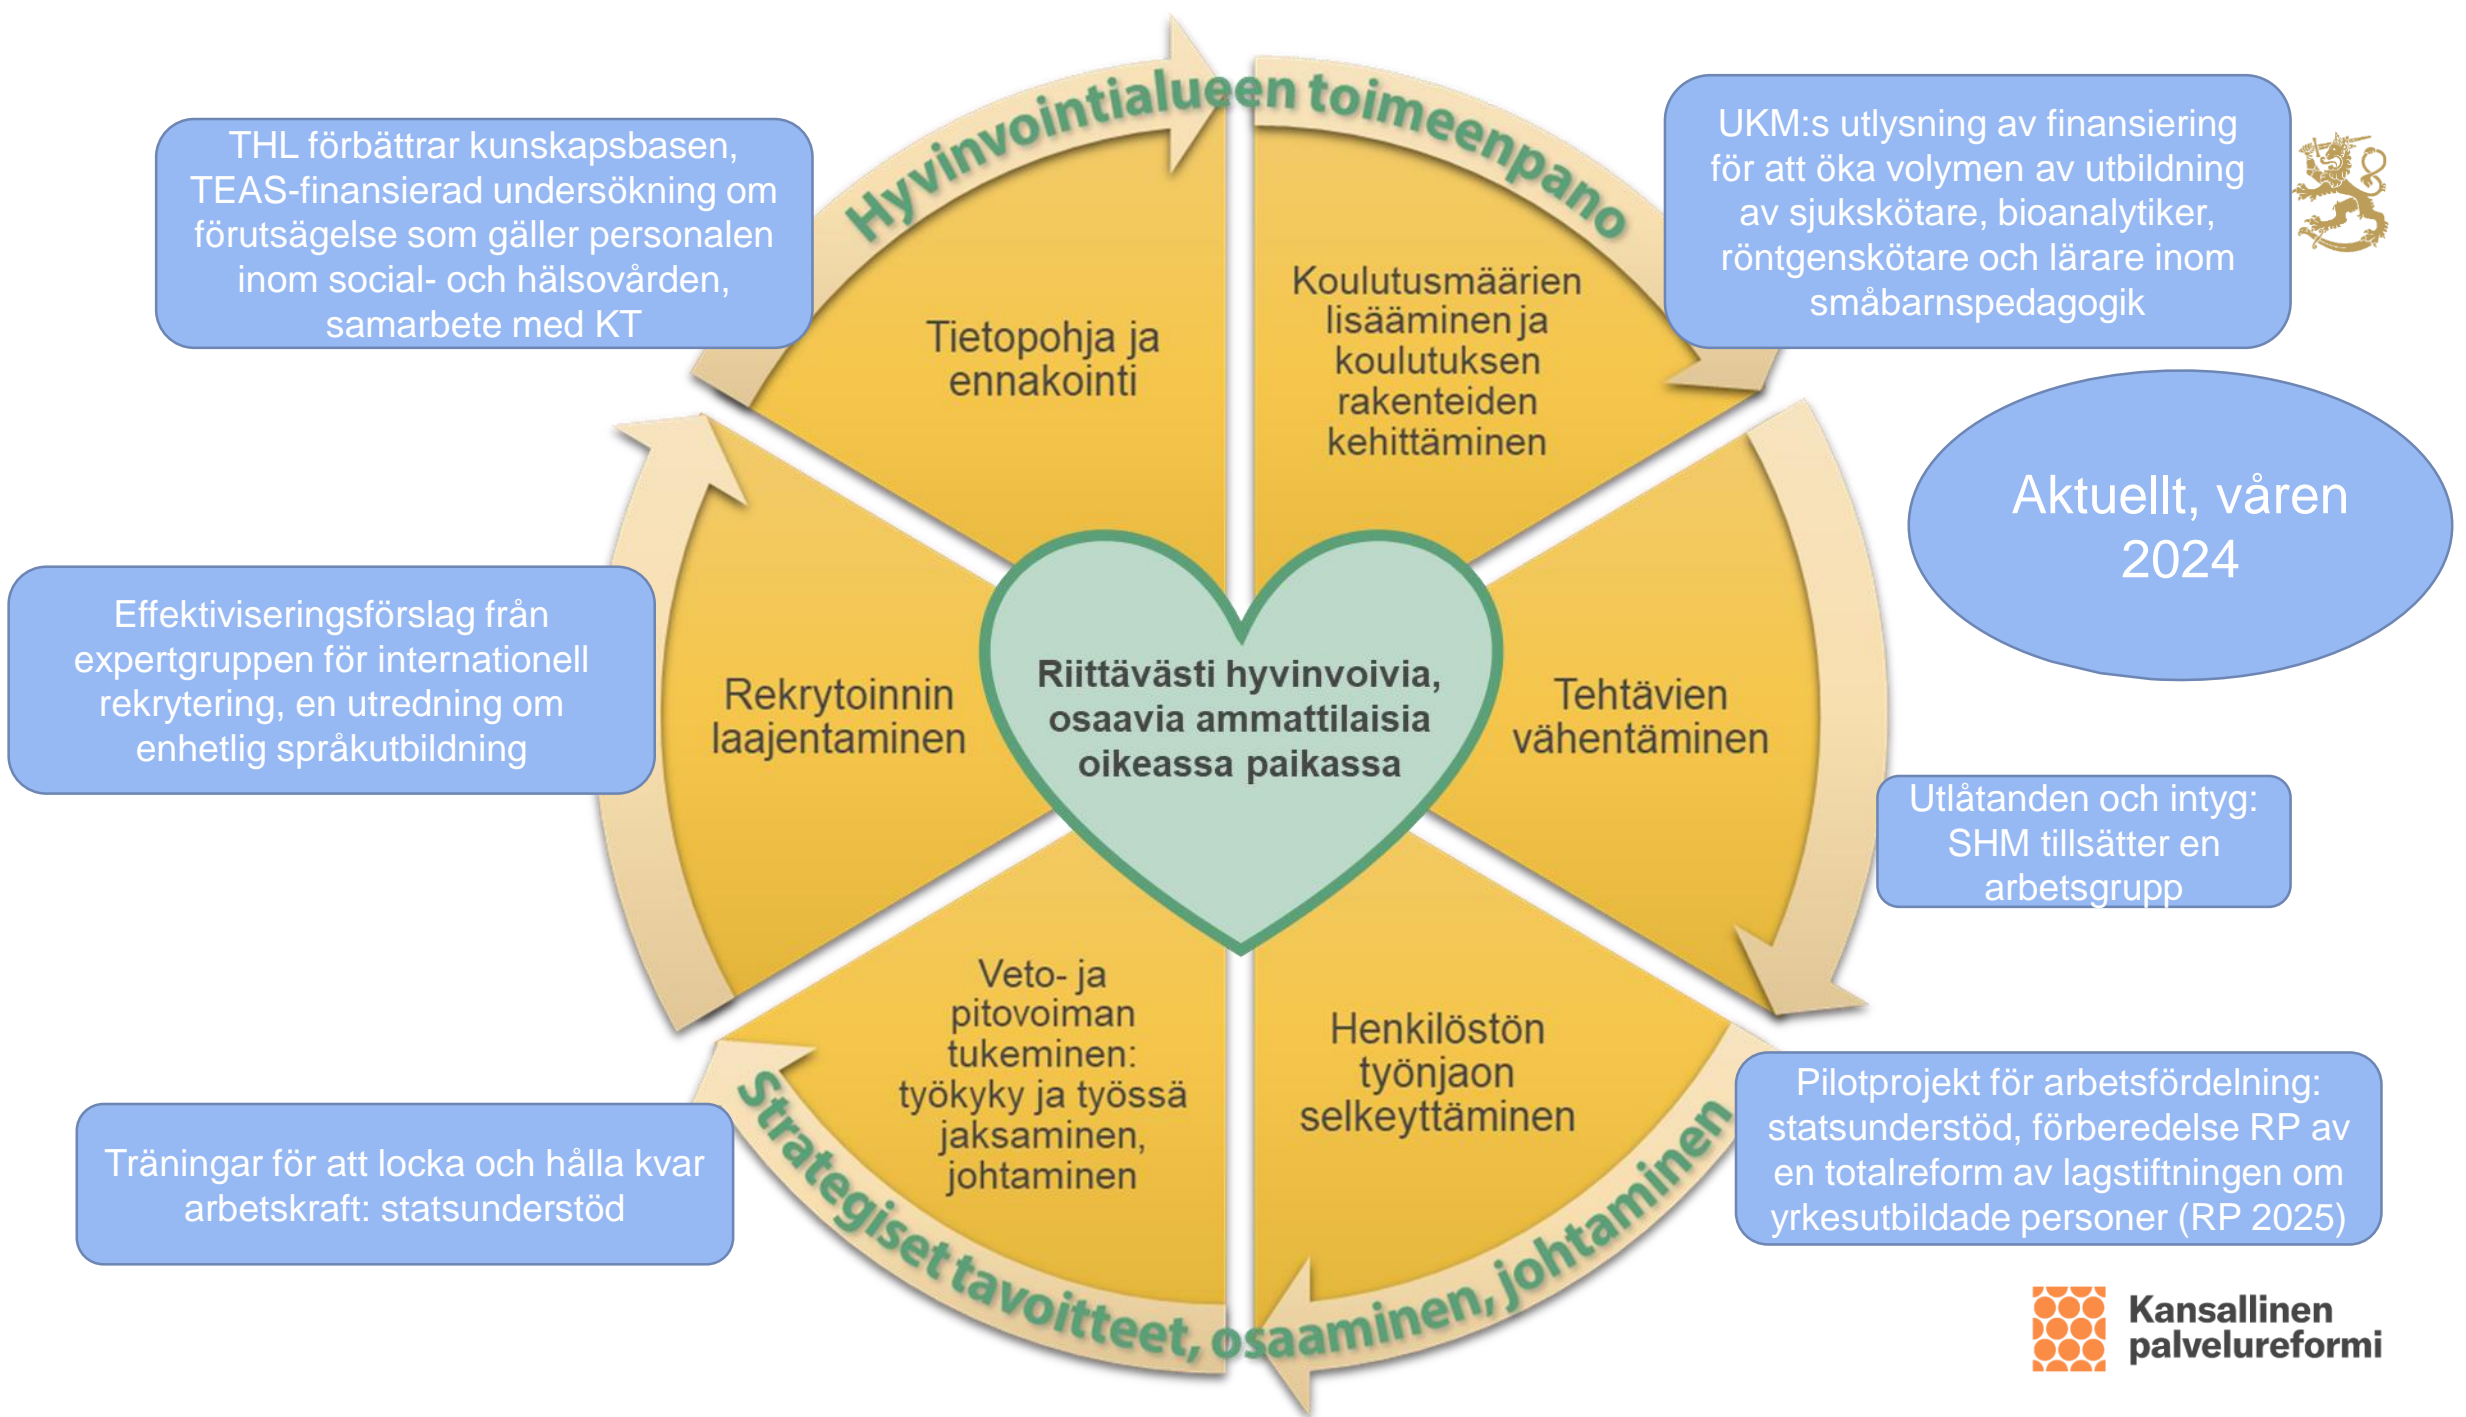 Hyvinvointialueen toimeenpano
THL förbättrar kunskapsbasen,
TEAS-finansierad undersökning om
förutsägelse som gäller personalen
inom social- och hälsovården,
samarbete med KT
UKM:s utlysning av finansiering
för att öka volymen av utbildning
av sjukskötare, bioanalytiker,
röntgenskötare och lärare inom
småbarnspedagogik
Tietopohja ja
ennakointi
Koulutusmäärien
lisääminen ja
koulutuksen
rakenteiden
kehittäminen
Aktuellt, våren
2024
Effektiviseringsförslag från
expertgruppen för internationell
rekrytering, en utredning om
enhetlig språkutbildning
Rekrytoinnin
laajentaminen
Riittävästi hyvinvoivia,
osaavia ammattilaisia
oikeassa paikassa
Tehtävien
vähentäminen
Utlåtanden och intyg:
SHM tillsätter en
arbetsgrupp
Veto- ja
pitovoiman
tukeminen:
työkyky ja työssä
jaksaminen,
johtaminen
Henkilöstön
työnjaon
selkeyttäminen
Pilotprojekt för arbetsfördelning:
statsunderstöd, förberedelse RP av
en totalreform av lagstiftningen om
yrkesutbildade personer (RP 2025)
Träningar för att locka och hålla kvar
arbetskraft: statsunderstöd
Strategiset tavoitteet, osaaminen, johtaminen
Kansallinen
palvelureformi